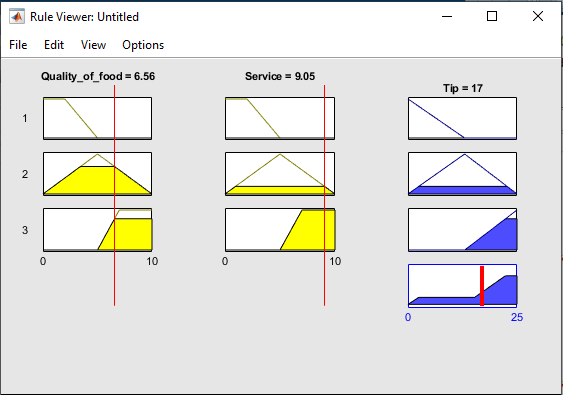 Rule Viewer: Untitled
File Edit View Options
Quality_of_food = 6.56 Service = 9.05 Tip = 17
1
2
3
0 10 0 10
0 25